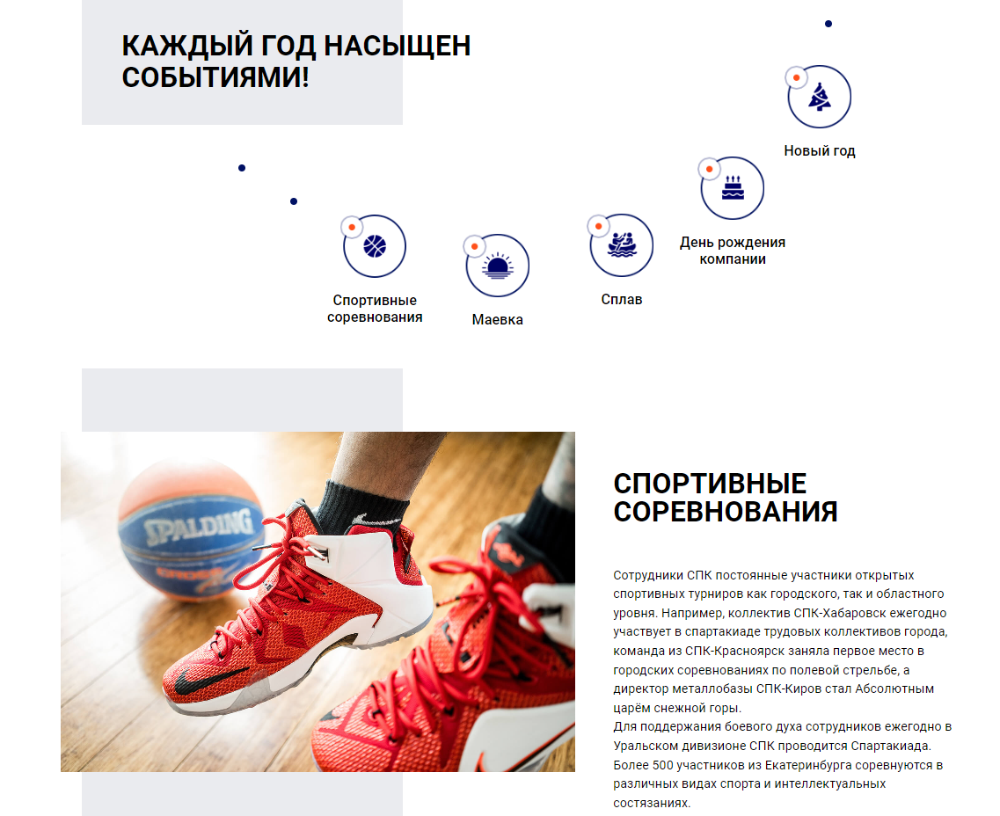 КАЖДЫЙ ГОД НАСЫЩЕН
СОБЫТИЯМИ!
Новый год
День рождения
компании
Спортивные
соревнования
Маевка
Сплав
SPALDING
СПОРТИВНЫЕ
СОРЕВНОВАНИЯ
Сотрудники СПК постоянные участники открытых
спортивных турниров как городского, так и областного
уровня. Например, коллектив СПК-Хабаровск ежегодно
участвует в спартакиаде трудовых коллективов города,
команда из СПК-Красноярск заняла первое место в
городских соревнованиях по полевой стрельбе, а
директор металлобазы СПК-Киров стал Абсолютным
царём снежной горы.
Для поддержания боевого духа сотрудников ежегодно в
Уральском дивизионе СПК проводится Спартакиада.
Более 500 участников из Екатеринбурга соревнуются в
различных видах спорта и интеллектуальных
состязаниях.